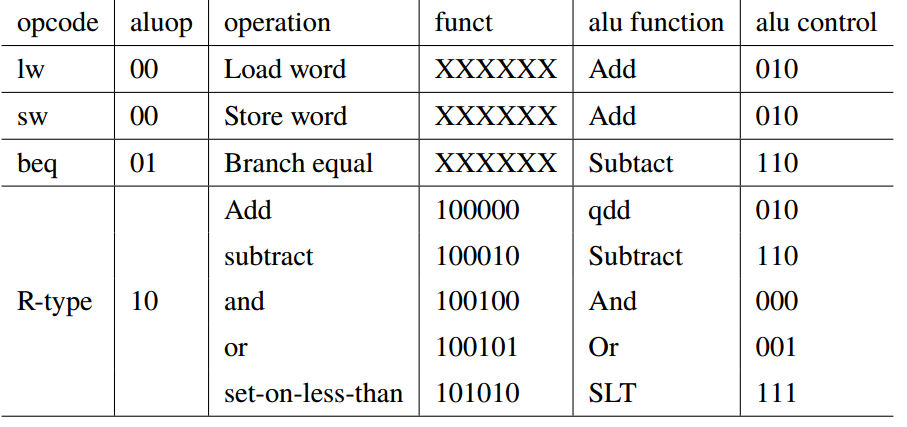 opcode aluop operation funct alu function alu control
lw 00 Load word XXXXXX Add 010
sw 00 Store word XXXXXX Add 010
beq 01 Branch equal XXXXXX Subtact 110
Add 100000 qdd 010
subtract 100010 Subtract 110
R-type 10 and 100100 And 000
or 100101 Or 001
set-on-less-than 101010 SLT 111